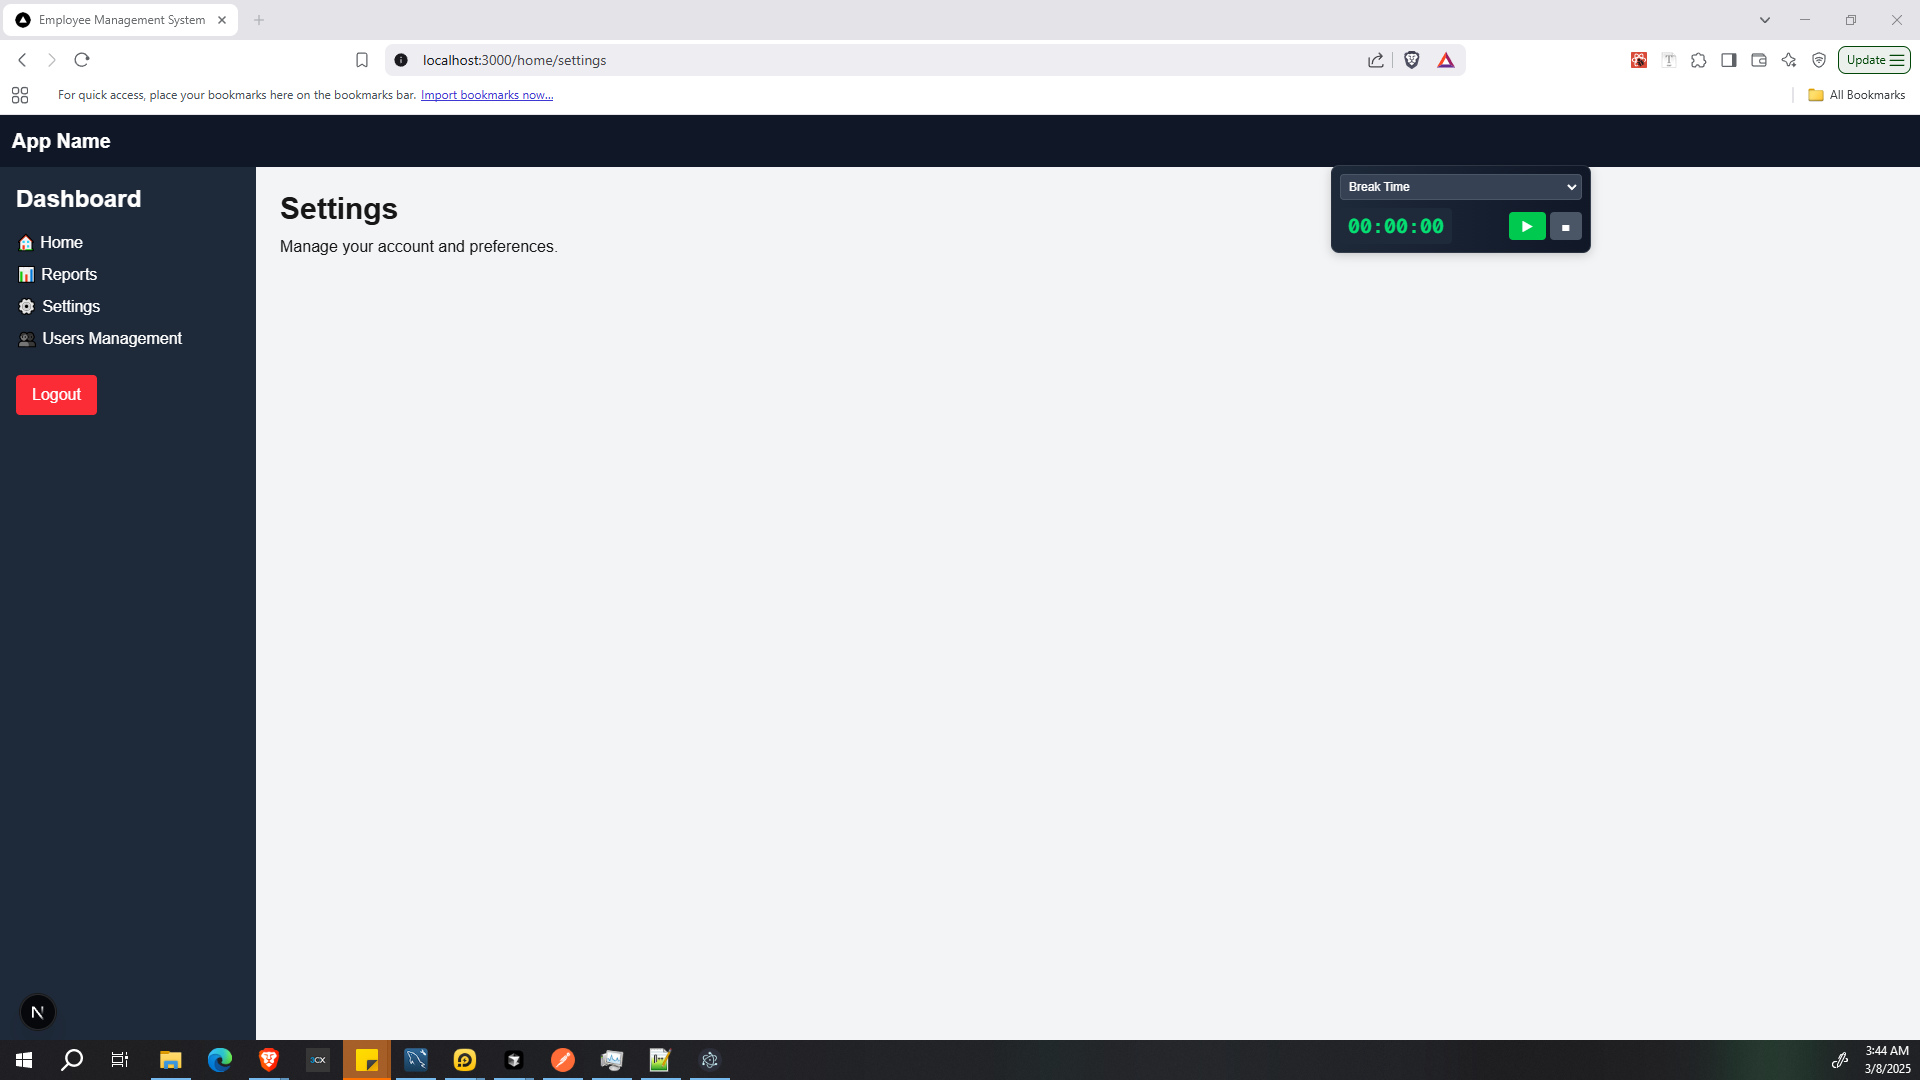 Employee Management System
localhost:3000/home/settings
Update
For quick access, place your bookmarks here on the bookmarks bar. Import bookmarks now...
All Bookmarks
App Name
Dashboard
Home
Reports
Settings
Users Management
Logout
Settings
Manage your account and preferences.
Break Time
00:00:00
N
3CX
3:44 AM
3/8/2025